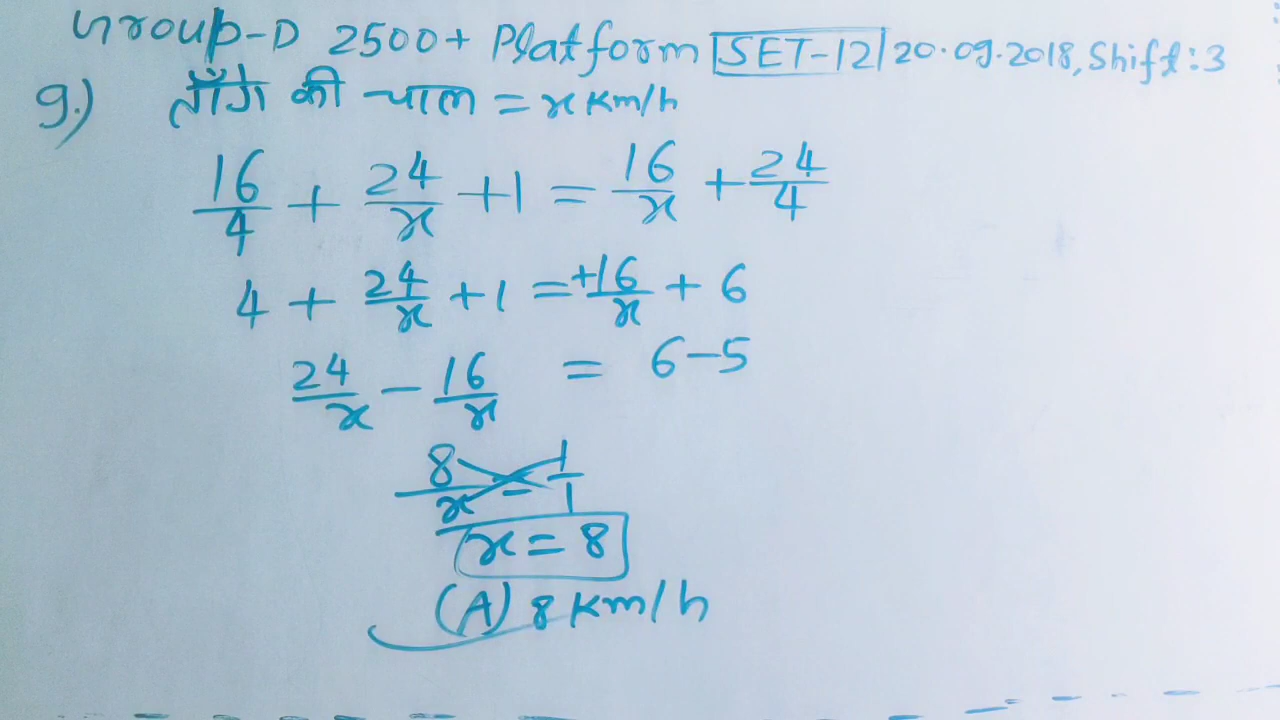 Group-D 2500+ Platform SET-12 20.09.2018, Shift:3
9.) ताँगे की चाल = x Km/h
16/4 + 24/x + 1 = 16/x + 24/4
4 + 24/x + 1 = +16/x + 6
24/x - 16/x = 6-5
8/x = 1/1
x = 8
(A) 8 Km/h